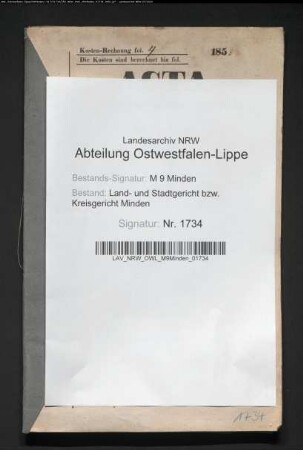 Kosten-Rechnung fol. 4 185
Die Kosten sind berechnet bis fol.
ACTA
Landesarchiv NRW
Abteilung Ostwestfalen-Lippe
Bestands-Signatur: M 9 Minden
Bestand: Land- und Stadtgericht bzw.
Kreisgericht Minden
Signatur: Nr. 1734
LAV_NRW_OWL_M9Minden_01734